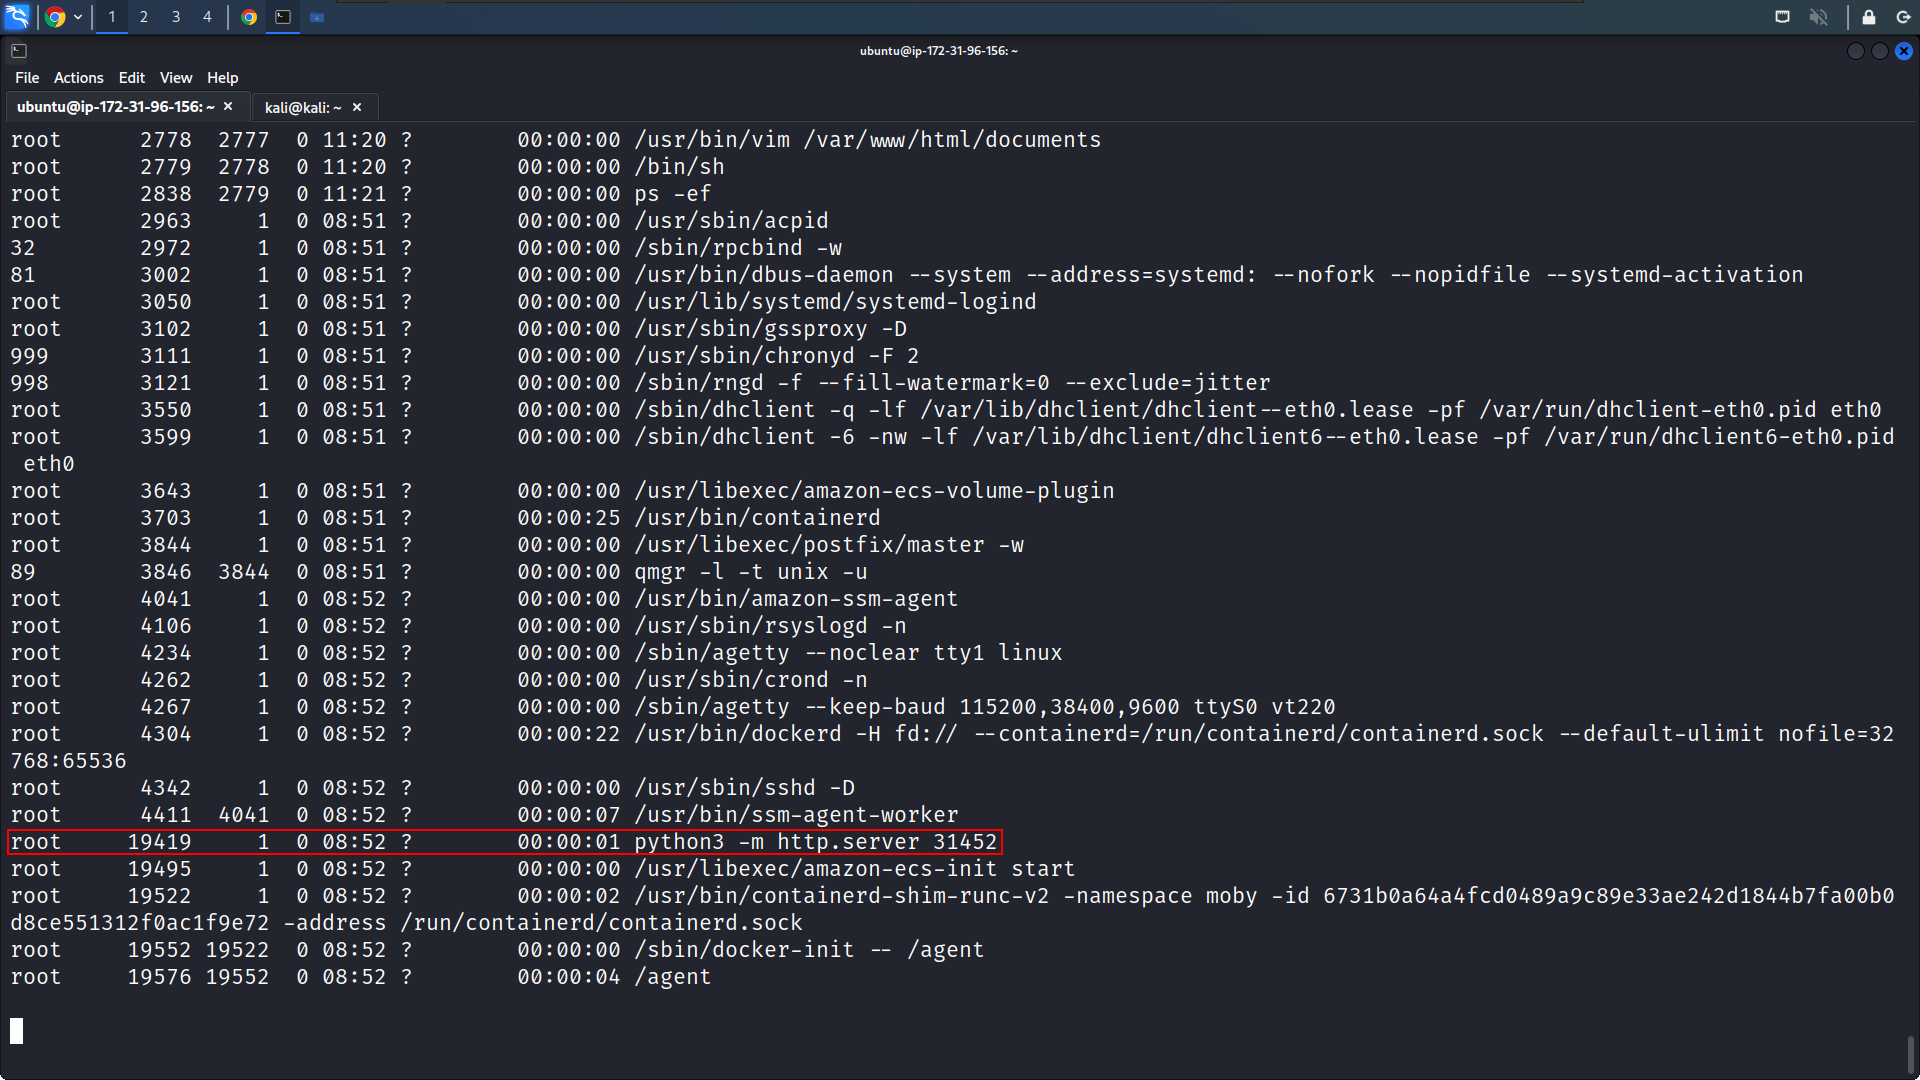 1 2 3 4
ubuntu@ip-172-31-96-156: ~
File Actions Edit View Help
ubuntu@ip-172-31-96-156: ~ × kali@kali: ~ ×
root 2778 2777 0 11:20 ? 00:00:00 /usr/bin/vim /var/www/html/documents
root 2779 2778 0 11:20 ? 00:00:00 /bin/sh
root 2838 2779 0 11:21 ? 00:00:00 ps -ef
root 2963 1 0 08:51 ? 00:00:00 /usr/sbin/acpid
32 2972 1 0 08:51 ? 00:00:00 /sbin/rpcbind -w
81 3002 1 0 08:51 ? 00:00:00 /usr/bin/dbus-daemon --system --address=systemd: --nofork --nopidfile --systemd-activation
root 3050 1 0 08:51 ? 00:00:00 /usr/lib/systemd/systemd-logind
root 3102 1 0 08:51 ? 00:00:00 /usr/sbin/gssproxy -D
999 3111 1 0 08:51 ? 00:00:00 /usr/sbin/chronyd -F 2
998 3121 1 0 08:51 ? 00:00:00 /sbin/rngd -f --fill-watermark=0 --exclude=jitter
root 3550 1 0 08:51 ? 00:00:00 /sbin/dhclient -q -lf /var/lib/dhclient/dhclient--eth0.lease -pf /var/run/dhclient-eth0.pid eth0
root 3599 1 0 08:51 ? 00:00:00 /sbin/dhclient -6 -nw -lf /var/lib/dhclient/dhclient6--eth0.lease -pf /var/run/dhclient6-eth0.pid
eth0
root 3643 1 0 08:51 ? 00:00:00 /usr/libexec/amazon-ecs-volume-plugin
root 3703 1 0 08:51 ? 00:00:25 /usr/bin/containerd
root 3844 1 0 08:51 ? 00:00:00 /usr/libexec/postfix/master -w
89 3846 3844 0 08:51 ? 00:00:00 qmgr -l -t unix -u
root 4041 1 0 08:52 ? 00:00:00 /usr/bin/amazon-ssm-agent
root 4106 1 0 08:52 ? 00:00:00 /usr/sbin/rsyslogd -n
root 4234 1 0 08:52 ? 00:00:00 /sbin/agetty --noclear tty1 linux
root 4262 1 0 08:52 ? 00:00:00 /usr/sbin/crond -n
root 4267 1 0 08:52 ? 00:00:00 /sbin/agetty --keep-baud 115200,38400,9600 ttyS0 vt220
root 4304 1 0 08:52 ? 00:00:22 /usr/bin/dockerd -H fd:// --containerd=/run/containerd/containerd.sock --default-ulimit nofile=32
768:65536
root 4342 1 0 08:52 ? 00:00:00 /usr/sbin/sshd -D
root 4411 4041 0 08:52 ? 00:00:07 /usr/bin/ssm-agent-worker
root 19419 1 0 08:52 ? 00:00:01 python3 -m http.server 31452
root 19495 1 0 08:52 ? 00:00:00 /usr/libexec/amazon-ecs-init start
root 19522 1 0 08:52 ? 00:00:02 /usr/bin/containerd-shim-runc-v2 -namespace moby -id 6731b0a64a4fcd0489a9c89e33ae242d1844b7fa00b0
d8ce551312f0ac1f9e72 -address /run/containerd/containerd.sock
root 19552 19522 0 08:52 ? 00:00:00 /sbin/docker-init -- /agent
root 19576 19552 0 08:52 ? 00:00:04 /agent